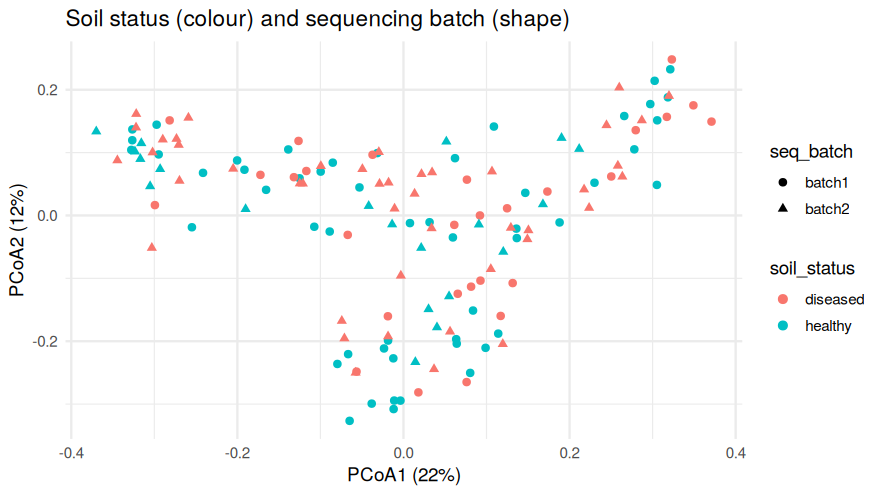 Soil status (colour) and sequencing batch (shape)
0.2
0.0
-0.2
PCoA2 (12%)
-0.4
-0.2
0.0
0.2
0.4
PCoA1 (22%)
seq_batch
batch1
batch2
soil_status
diseased
healthy